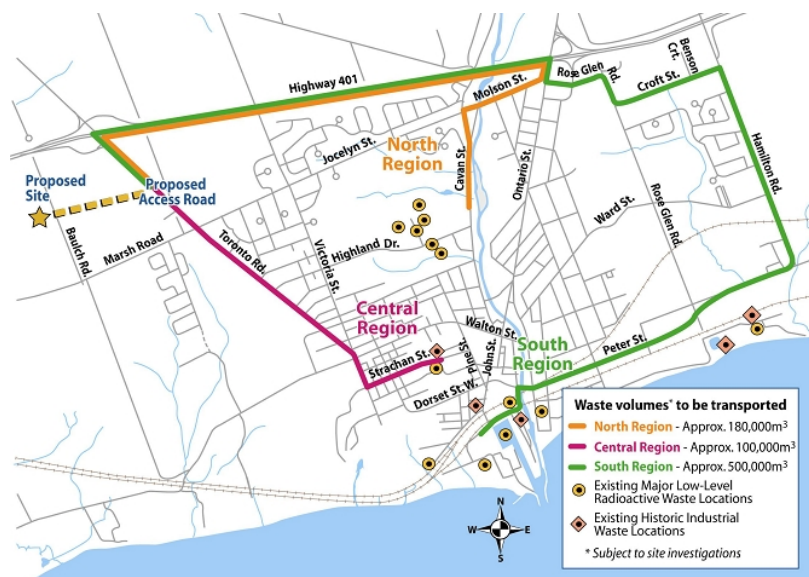 Highway 401
Molson St.
Rose Glen
Rd.
Benson
Crt.
Croft St.
Jocelyn St.
North
Region
Cavan St.
Ontario St.
Hamilton Rd.
Proposed
Site
Proposed
Access Road
Baulch Rd.
Marsh Road
Toronto Rd.
Victoria St.
Highland Dr.
Ward St.
Rose Glen Rd.
Central
Region
Walton St.
Pine St.
John St.
South
Region
Peter St.
Strachan St.
Dorset St. W.
Waste volumes* to be transported
North Region - Approx. 180,000m³
Central Region - Approx. 100,000m³
South Region - Approx. 500,000m³
Existing Major Low-Level
Radioactive Waste Locations
Existing Historic Industrial
Waste Locations
* Subject to site investigations
N
W
E
S